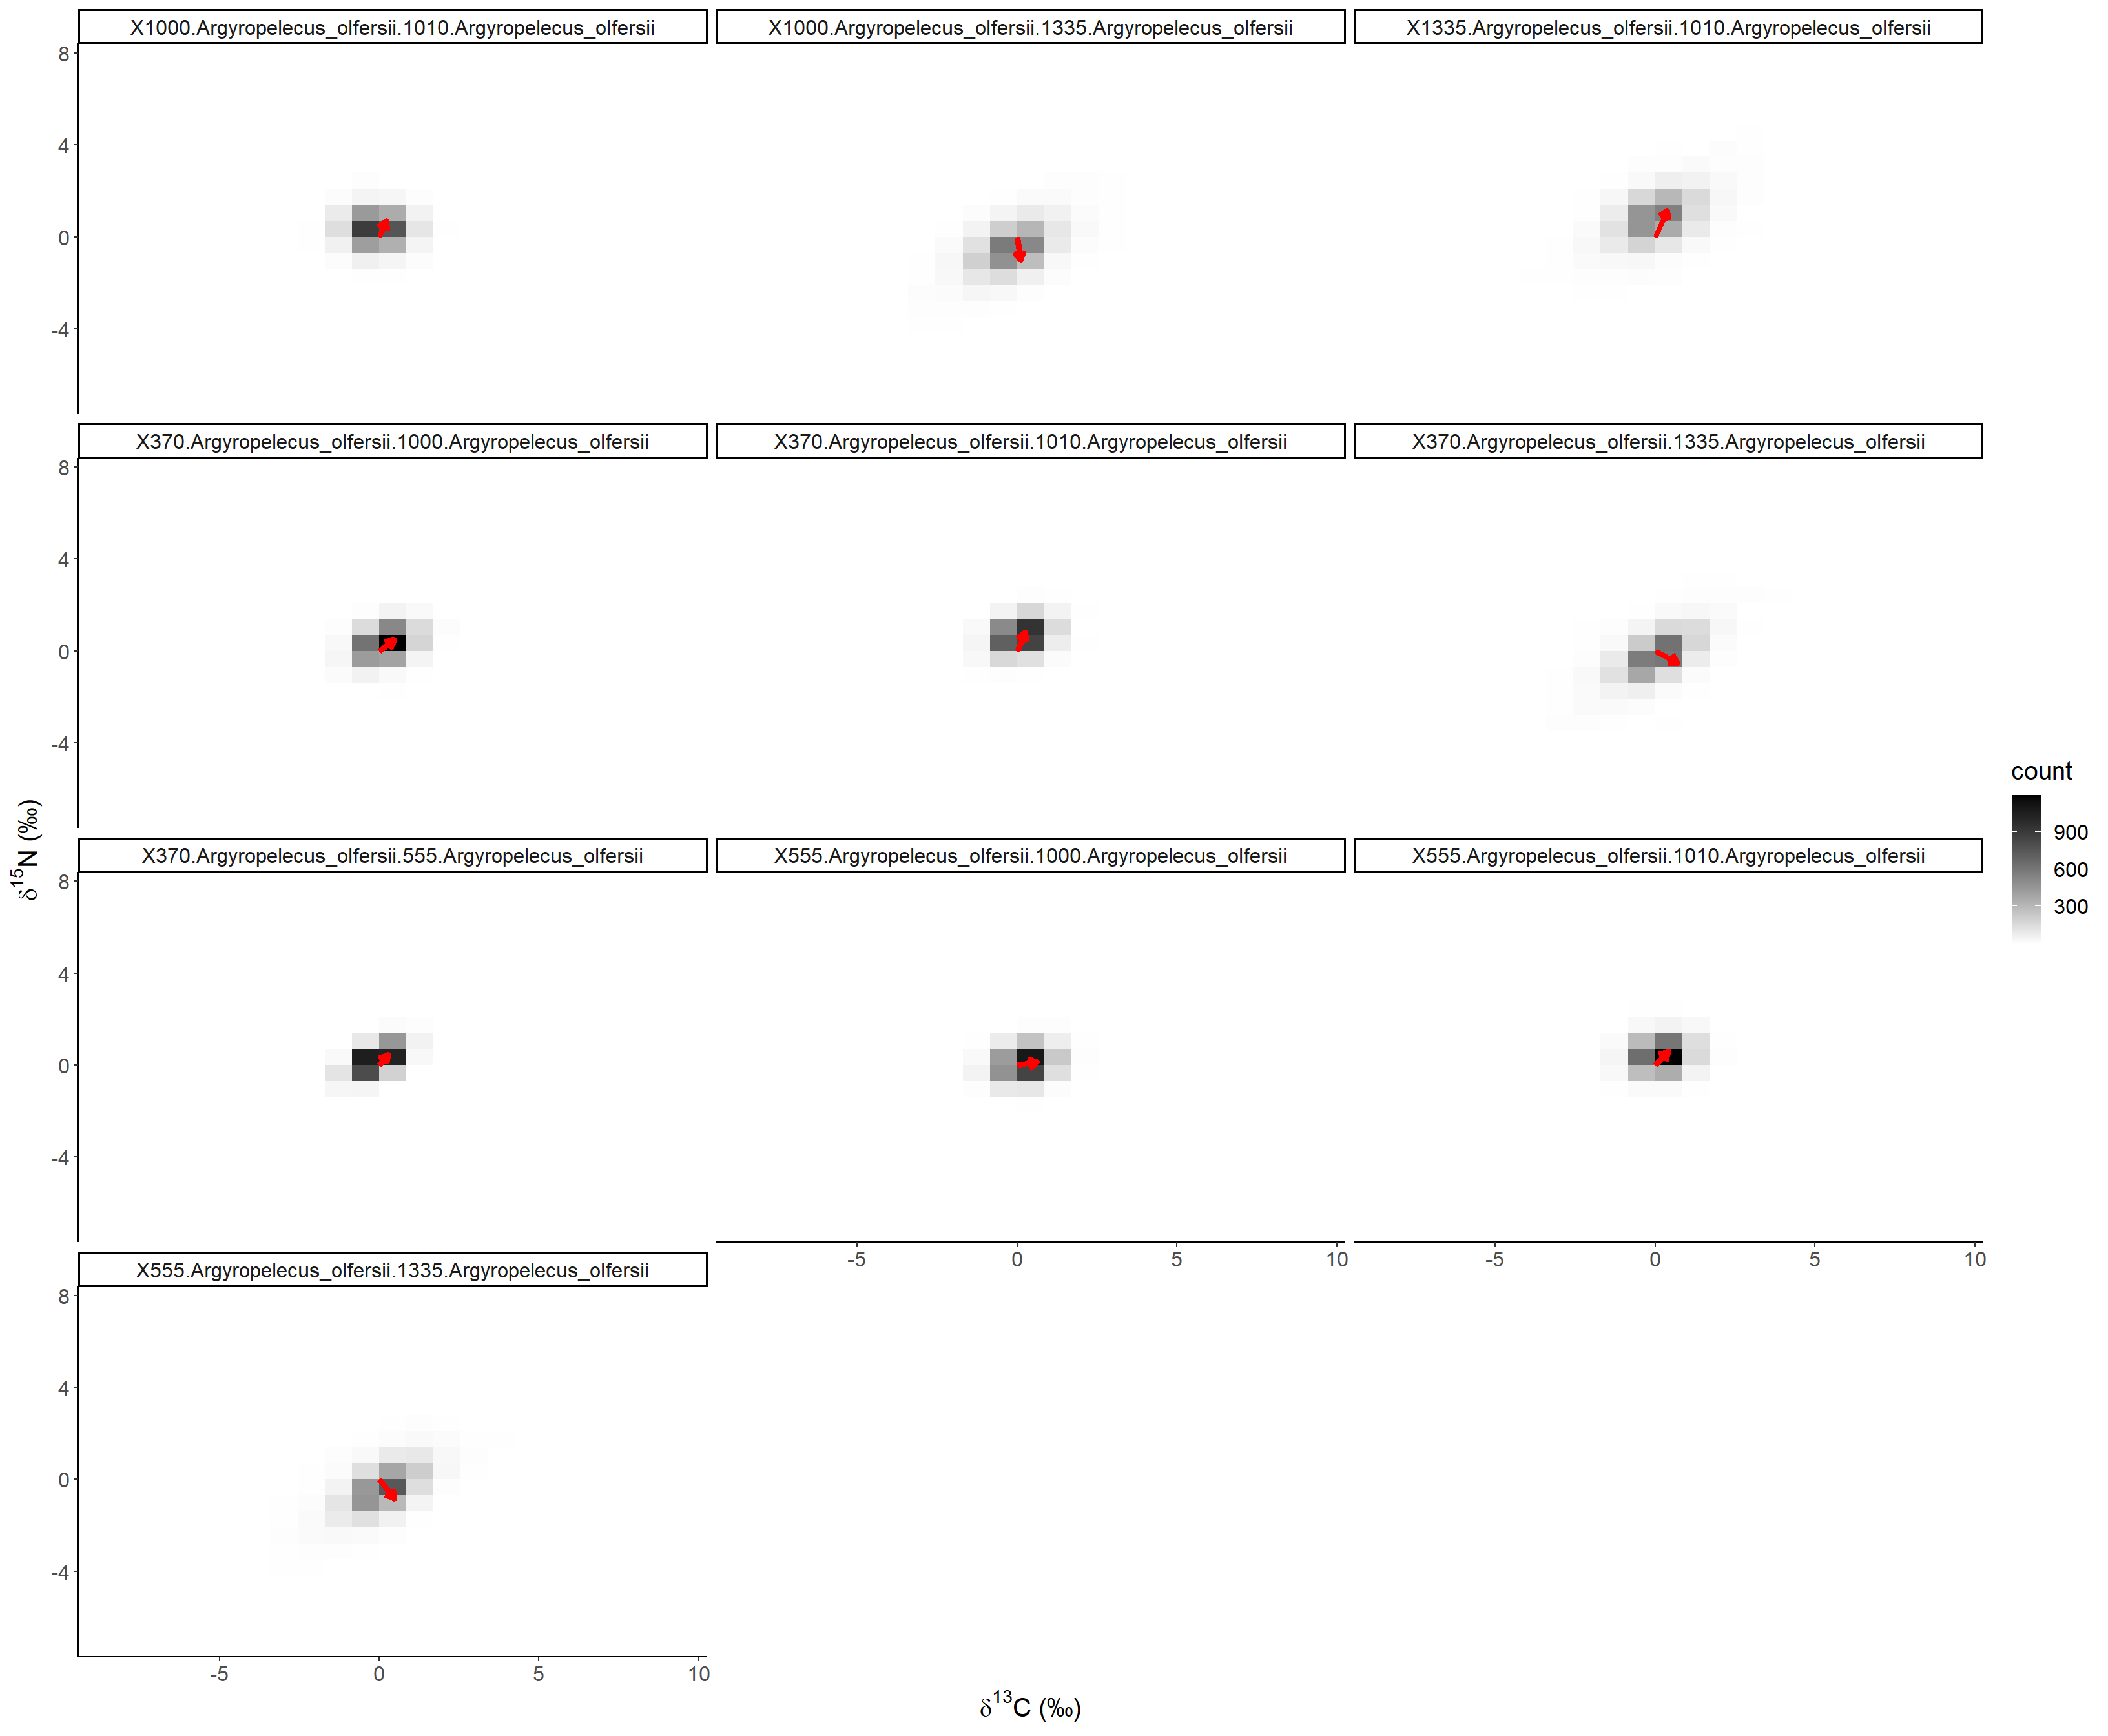 X1000.Argyropelecus_olfersii.1010.Argyropelecus_olfersii
X1000.Argyropelecus_olfersii.1335.Argyropelecus_olfersii
X1335.Argyropelecus_olfersii.1010.Argyropelecus_olfersii
8
4
0
-4
X370.Argyropelecus_olfersii.1000.Argyropelecus_olfersii
X370.Argyropelecus_olfersii.1010.Argyropelecus_olfersii
X370.Argyropelecus_olfersii.1335.Argyropelecus_olfersii
8
4
0
-4
X370.Argyropelecus_olfersii.555.Argyropelecus_olfersii
X555.Argyropelecus_olfersii.1000.Argyropelecus_olfersii
X555.Argyropelecus_olfersii.1010.Argyropelecus_olfersii
8
4
0
-4
-5 0 5 10
-5 0 5 10
X555.Argyropelecus_olfersii.1335.Argyropelecus_olfersii
8
4
0
-4
-5 0 5 10
δ¹⁵N (‰)
δ¹³C (‰)
count
900
600
300